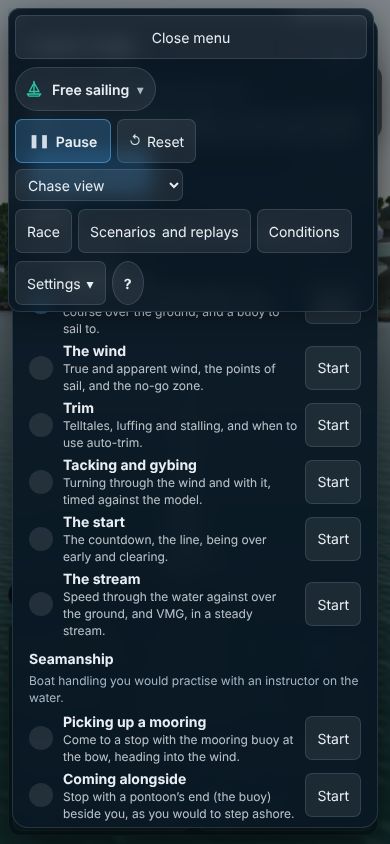 Close menu
Free sailing ▾
Pause
Reset
Chase view
Race
Scenarios and replays
Conditions
Settings ▾
?
course over the ground, and a buoy to
sail to.
The wind
True and apparent wind, the points of
sail, and the no-go zone.
Start
Trim
Telltales, luffing and stalling, and when to
use auto-trim.
Start
Tacking and gybing
Turning through the wind and with it,
timed against the model.
Start
The start
The countdown, the line, being over
early and clearing.
Start
The stream
Speed through the water against over
the ground, and VMG, in a steady
stream.
Start
Seamanship
Boat handling you would practise with an instructor on the
water.
Picking up a mooring
Come to a stop with the mooring buoy at
the bow, heading into the wind.
Start
Coming alongside
Stop with a pontoon’s end (the buoy)
beside you, as you would to step ashore.
Start